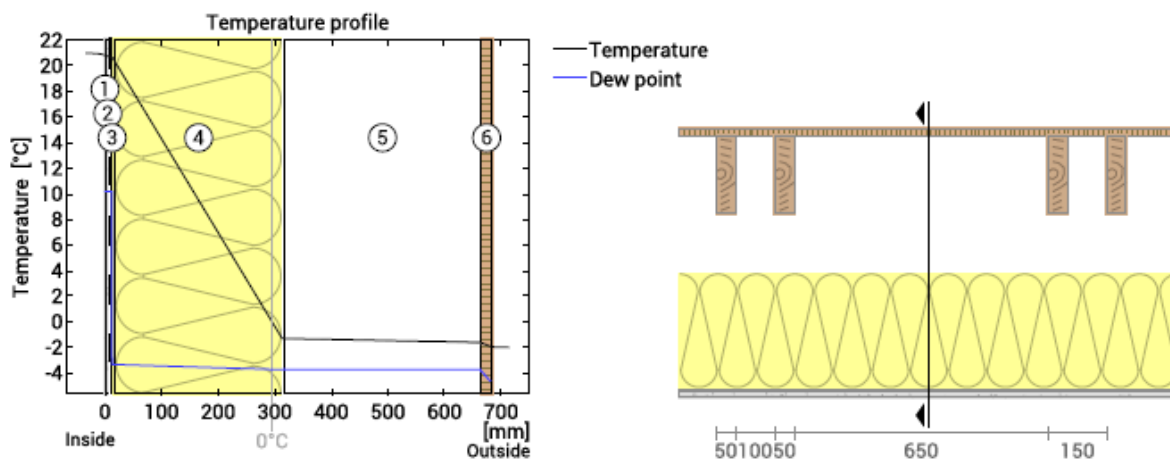 Temperature profile
Temperature [°C]
22
20
18
16
14
12
10
8
6
4
2
0
-2
-4
1
2
3
4
5
6
0 100 200 300 400 500 600 700
[mm]
Inside
0°C
Outside
Temperature
Dew point
50 100 50 650 150